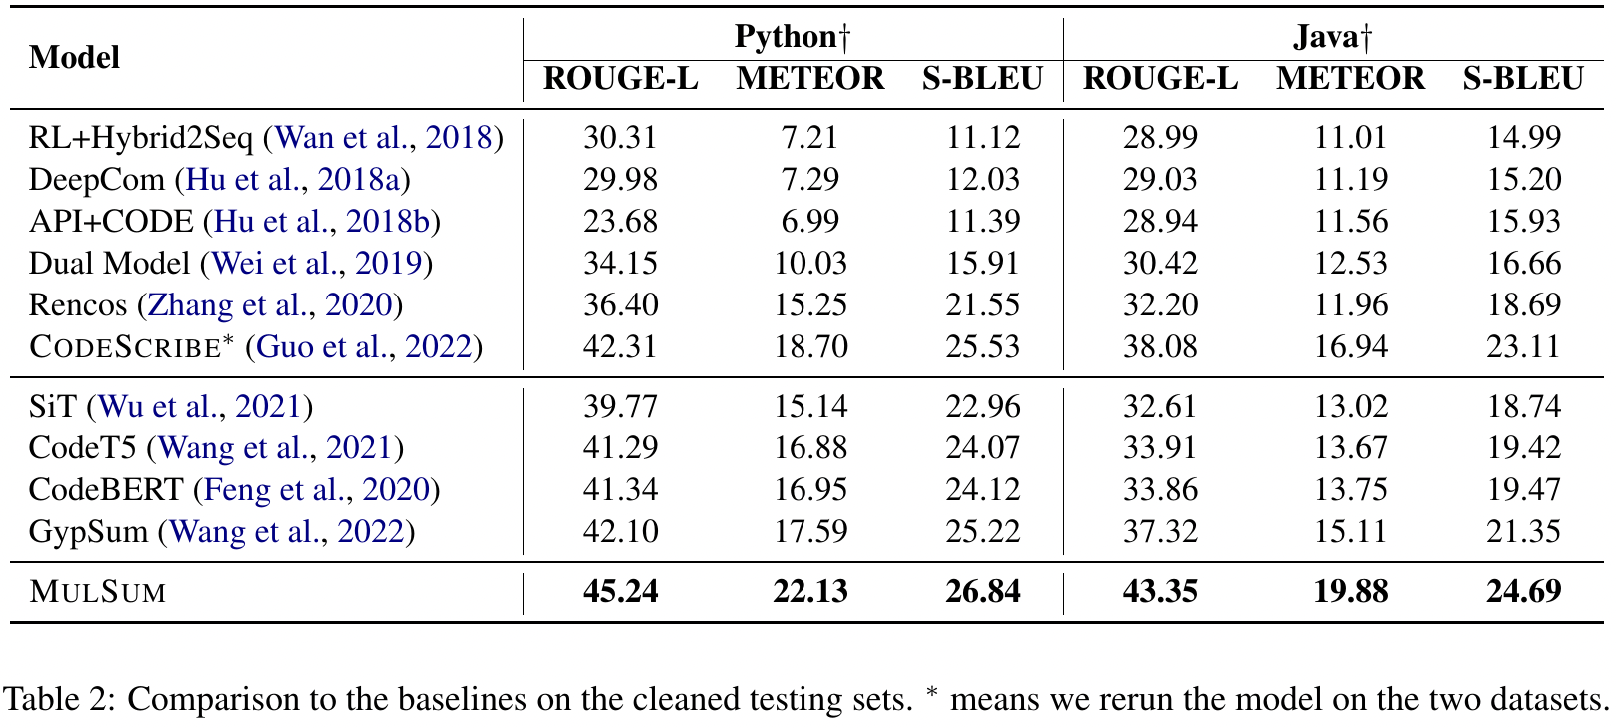 Model Python† Java†
ROUGE-L METEOR S-BLEU ROUGE-L METEOR S-BLEU
RL+Hybrid2Seq (Wan et al., 2018) 30.31 7.21 11.12 28.99 11.01 14.99
DeepCom (Hu et al., 2018a) 29.98 7.29 12.03 29.03 11.19 15.20
API+CODE (Hu et al., 2018b) 23.68 6.99 11.39 28.94 11.56 15.93
Dual Model (Wei et al., 2019) 34.15 10.03 15.91 30.42 12.53 16.66
Rencos (Zhang et al., 2020) 36.40 15.25 21.55 32.20 11.96 18.69
CODESCRIBE* (Guo et al., 2022) 42.31 18.70 25.53 38.08 16.94 23.11
SiT (Wu et al., 2021) 39.77 15.14 22.96 32.61 13.02 18.74
CodeT5 (Wang et al., 2021) 41.29 16.88 24.07 33.91 13.67 19.42
CodeBERT (Feng et al., 2020) 41.34 16.95 24.12 33.86 13.75 19.47
GypSum (Wang et al., 2022) 42.10 17.59 25.22 37.32 15.11 21.35
MULSUM 45.24 22.13 26.84 43.35 19.88 24.69
Table 2: Comparison to the baselines on the cleaned testing sets. * means we rerun the model on the two datasets.